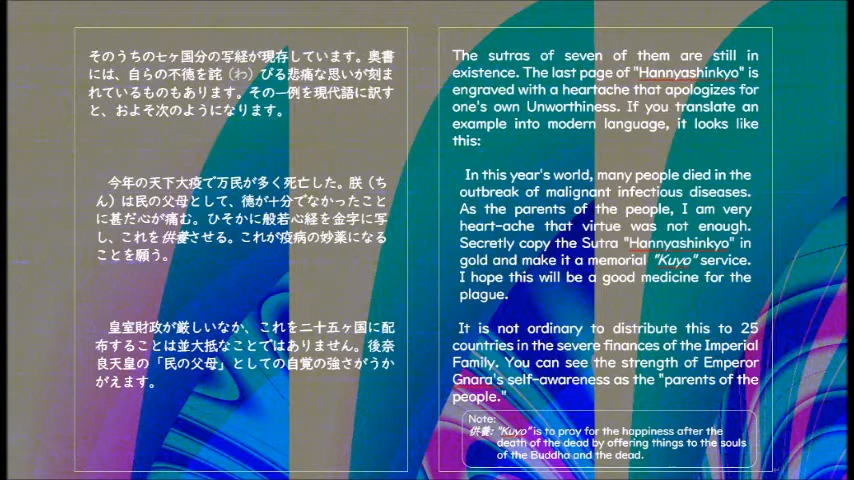 そのうちの七ヶ国分の写経が現存しています。奥書
には、自らの不徳を詫（わ）びる悲痛な思いが刻ま
れているものもあります。その一例を現代語に訳す
と、およそ次のようになります。
今年の天下大疫で万民が多く死亡した。朕（ち
ん）は民の父母として、徳が十分でなかったこと
に甚だ心が痛む。ひそかに般若心経を金字に写
し、これを供養させる。これが疫病の妙薬になる
ことを願う。
皇室財政が厳しいなか、これを二十五ヶ国に配
布することは並大抵なことではありません。後奈
良天皇の「民の父母」としての自覚の強さがうか
がえます。
The sutras of seven of them are still in
existence. The last page of "Hannyashinkyo" is
engraved with a heartache that apologizes for
one's own Unworthiness. If you translate an
example into modern language, it looks like
this:
In this year's world, many people died in the
outbreak of malignant infectious diseases.
As the parents of the people, I am very
heart-ache that virtue was not enough.
Secretly copy the Sutra "Hannyashinkyo" in
gold and make it a memorial "Kuyo" service.
I hope this will be a good medicine for the
plague.
It is not ordinary to distribute this to 25
countries in the severe finances of the Imperial
Family. You can see the strength of Emperor
Gnara's self-awareness as the "parents of the
people."
Note:
供養: "Kuyo" is to pray for the happiness after the
death of the dead by offering things to the souls
of the Buddha and the dead.